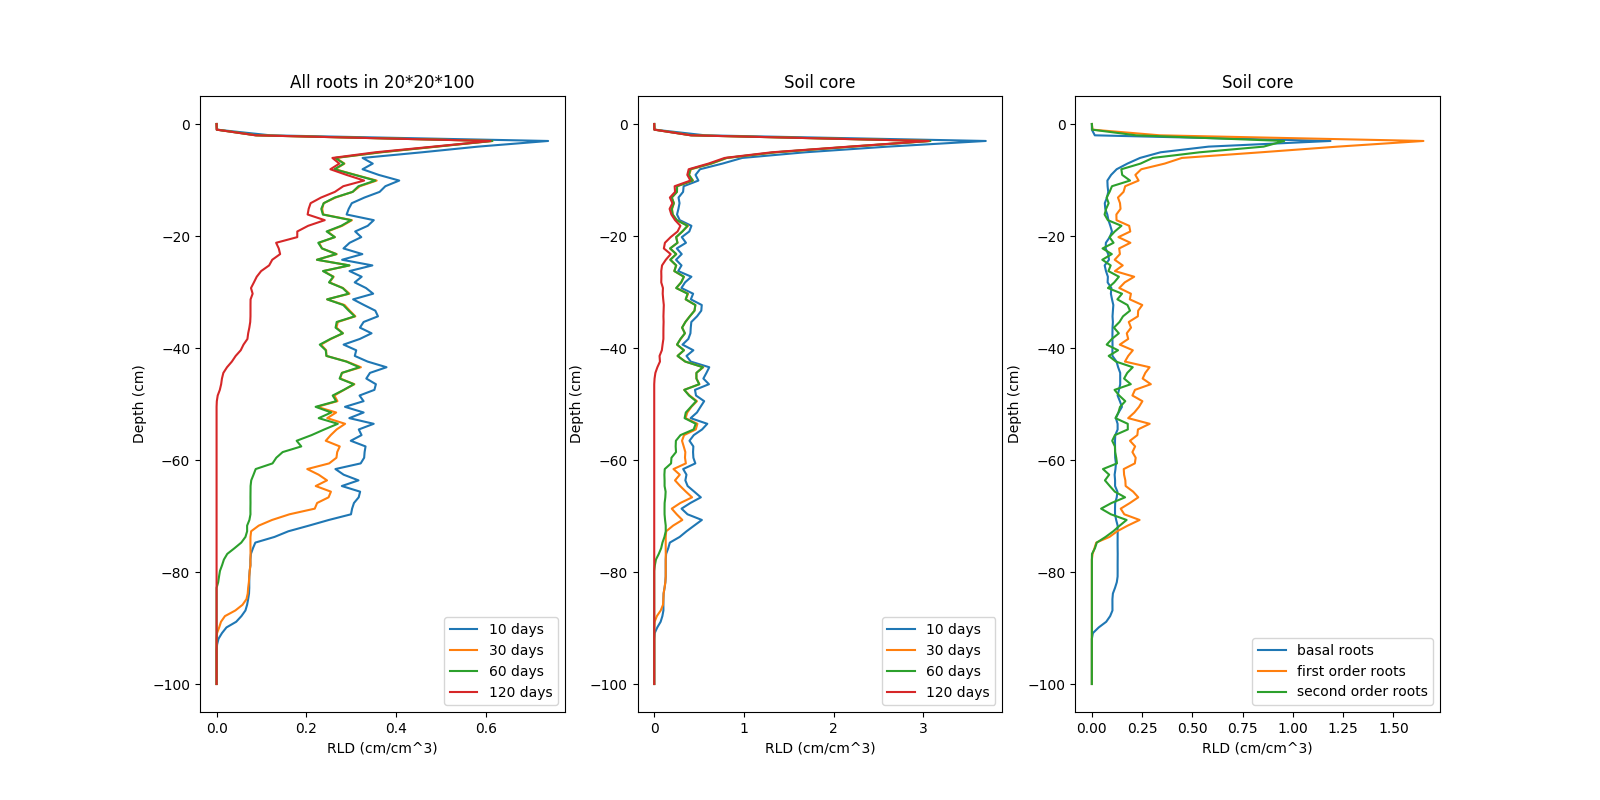 All roots in 20*20*100
Depth (cm)
0
−20
−40
−60
−80
−100
0.0 0.2 0.4 0.6
RLD (cm/cm^3)
10 days
30 days
60 days
120 days
Soil core
Depth (cm)
0
−20
−40
−60
−80
−100
0 1 2 3
RLD (cm/cm^3)
10 days
30 days
60 days
120 days
Soil core
Depth (cm)
0
−20
−40
−60
−80
−100
0.00 0.25 0.50 0.75 1.00 1.25 1.50
RLD (cm/cm^3)
basal roots
first order roots
second order roots